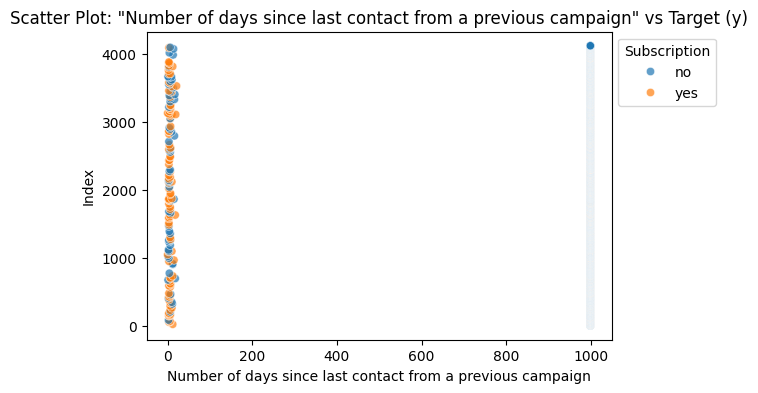 Scatter Plot: "Number of days since last contact from a previous campaign" vs Target (y)
Subscription
no
yes
4000
3000
2000
1000
0
Index
0 200 400 600 800 1000
Number of days since last contact from a previous campaign